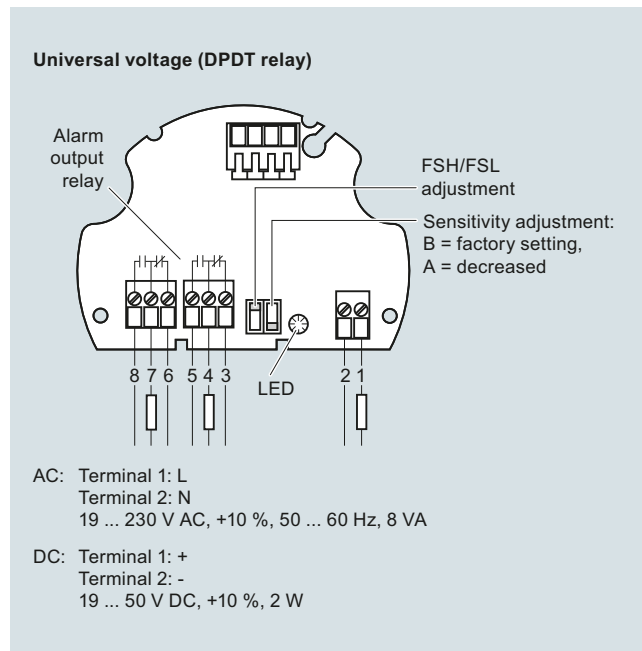 Universal voltage (DPDT relay)
Alarm
output
relay
FSH/FSL
adjustment
Sensitivity adjustment:
B = factory setting,
A = decreased
8 7 6 5 4 3 2 1
LED
AC: Terminal 1: L
Terminal 2: N
19 ... 230 V AC, +10 %, 50 ... 60 Hz, 8 VA
DC: Terminal 1: +
Terminal 2: -
19 ... 50 V DC, +10 %, 2 W